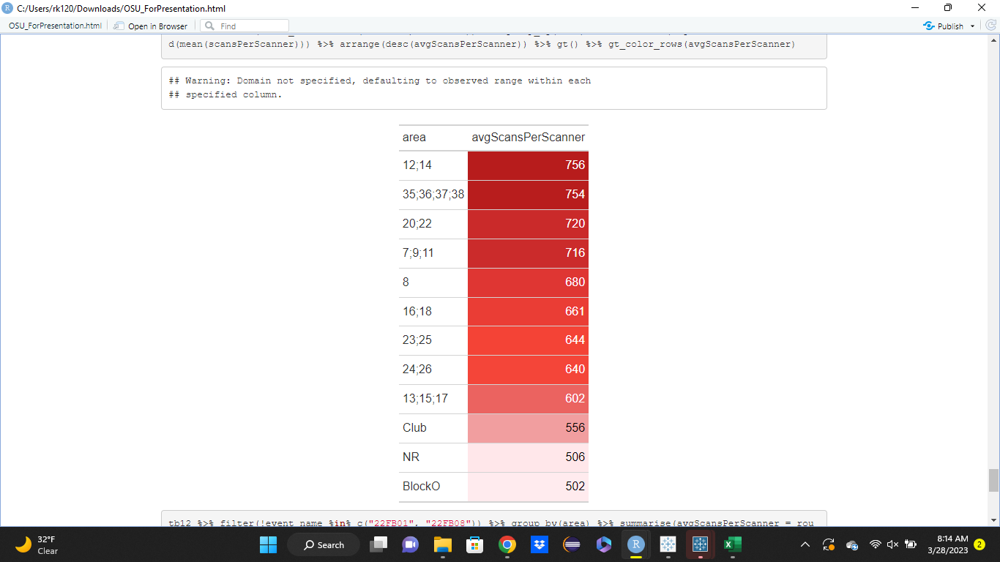 C:/Users/rk120/Downloads/OSU_ForPresentation.html
OSU_ForPresentation.html Open in Browser Find Publish
d(mean(scansPerScanner))) %>% arrange(desc(avgScansPerScanner)) %>% gt() %>% gt_color_rows(avgScansPerScanner)
## Warning: Domain not specified, defaulting to observed range within each
## specified column.
area avgScansPerScanner
12;14 756
35;36;37;38 754
20;22 720
7;9;11 716
8 680
16;18 661
23;25 644
24;26 640
13;15;17 602
Club 556
NR 506
BlockO 502
tb12 %>% filter(!event_name %in% c("22FB01", "22FB08")) %>% group_by(area) %>% summarise(avgScansPerScanner = rou
32°F
Clear
Search
8:14 AM
3/28/2023
2